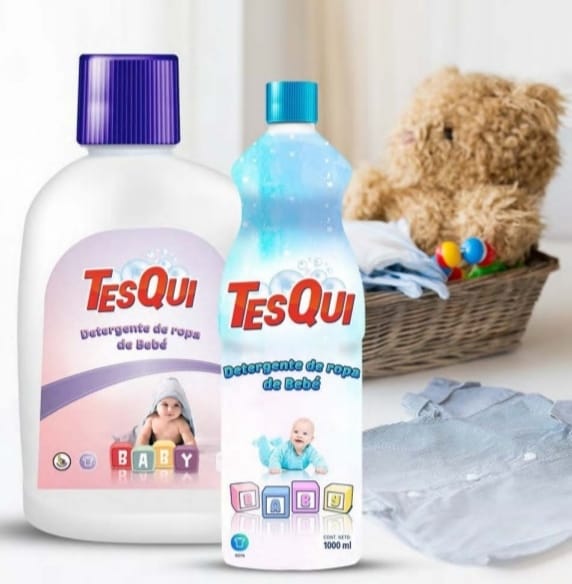 TESQUI
Detergente de ropa
de Bebé
BABY
TESQUI
Detergente de ropa
de Bebé
BABY
CONT. NETO
1000 ml